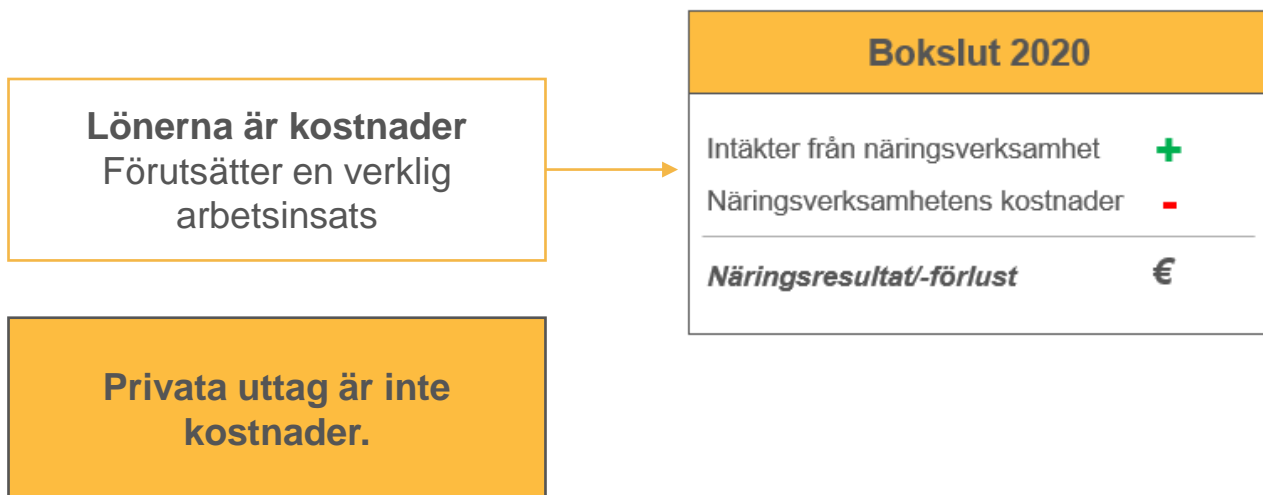 Lönerna är kostnader
Förutsätter en verklig
arbetsinsats
Privata uttag är inte
kostnader.
Bokslut 2020
Intäkter från näringsverksamhet +
Näringsverksamhetens kostnader -
Näringsresultat/-förlust €